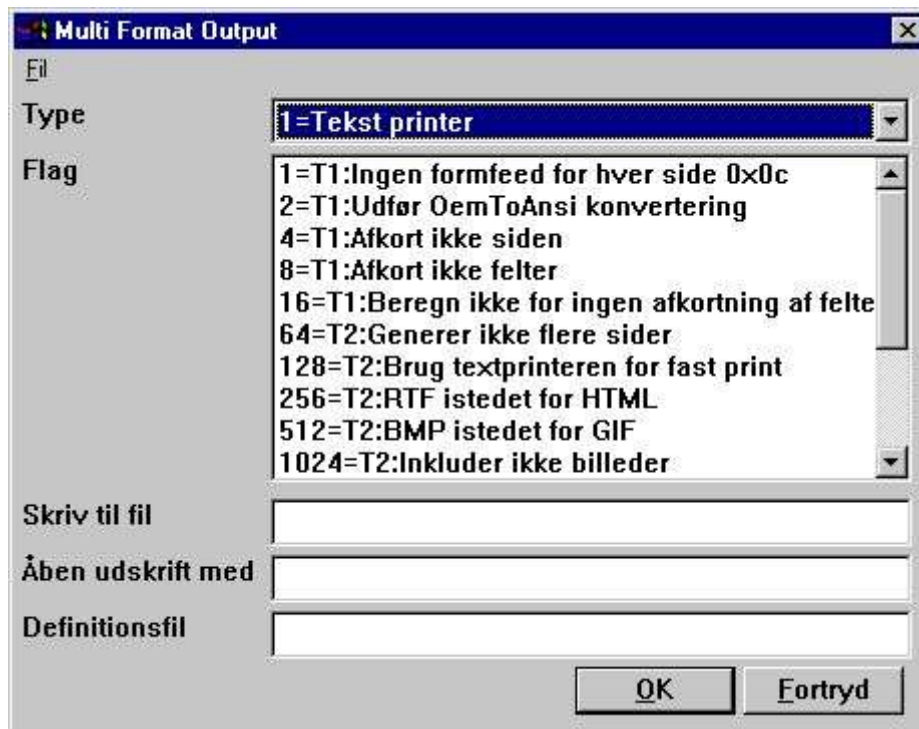 Multi Format Output
Fil
Type
1=Tekst printer
Flag
1=T1:Ingen formfeed for hver side 0x0c
2=T1:Udfør OemToAnsi konvertering
4=T1:Afkort ikke siden
8=T1:Afkort ikke felter
16=T1:Beregn ikke for ingen afkortning af felte
64=T2:Generer ikke flere sider
128=T2:Brug textprinteren for fast print
256=T2:RTF istedet for HTML
512=T2:BMP istedet for GIF
1024=T2:Inkluder ikke billeder
Skriv til fil
Åben udskrift med
Definitionsfil
OK
Fortryd